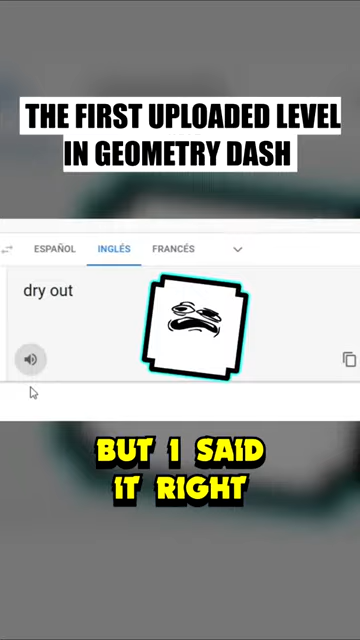 THE FIRST UPLOADED LEVEL
IN GEOMETRY DASH
ESPAÑOL INGLÉS FRANCÉS
dry out
BUT I SAID
IT RIGHT